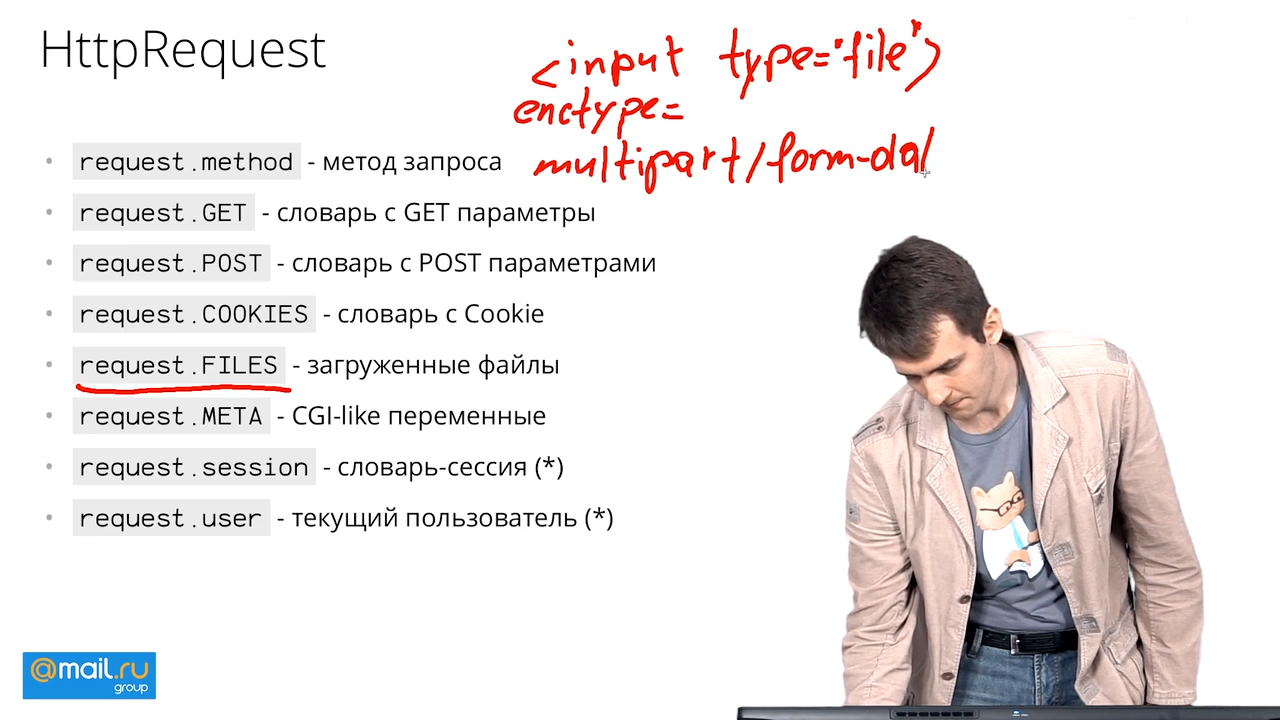 HttpRequest
<input type="file">
enctype=
multipart/form-dat
request.method - метод запроса
request.GET - словарь с GET параметры
request.POST - словарь с POST параметрами
request.COOKIES - словарь с Cookie
request.FILES - загруженные файлы
request.META - CGI-like переменные
request.session - словарь-сессия (*)
request.user - текущий пользователь (*)
@mail.ru
group